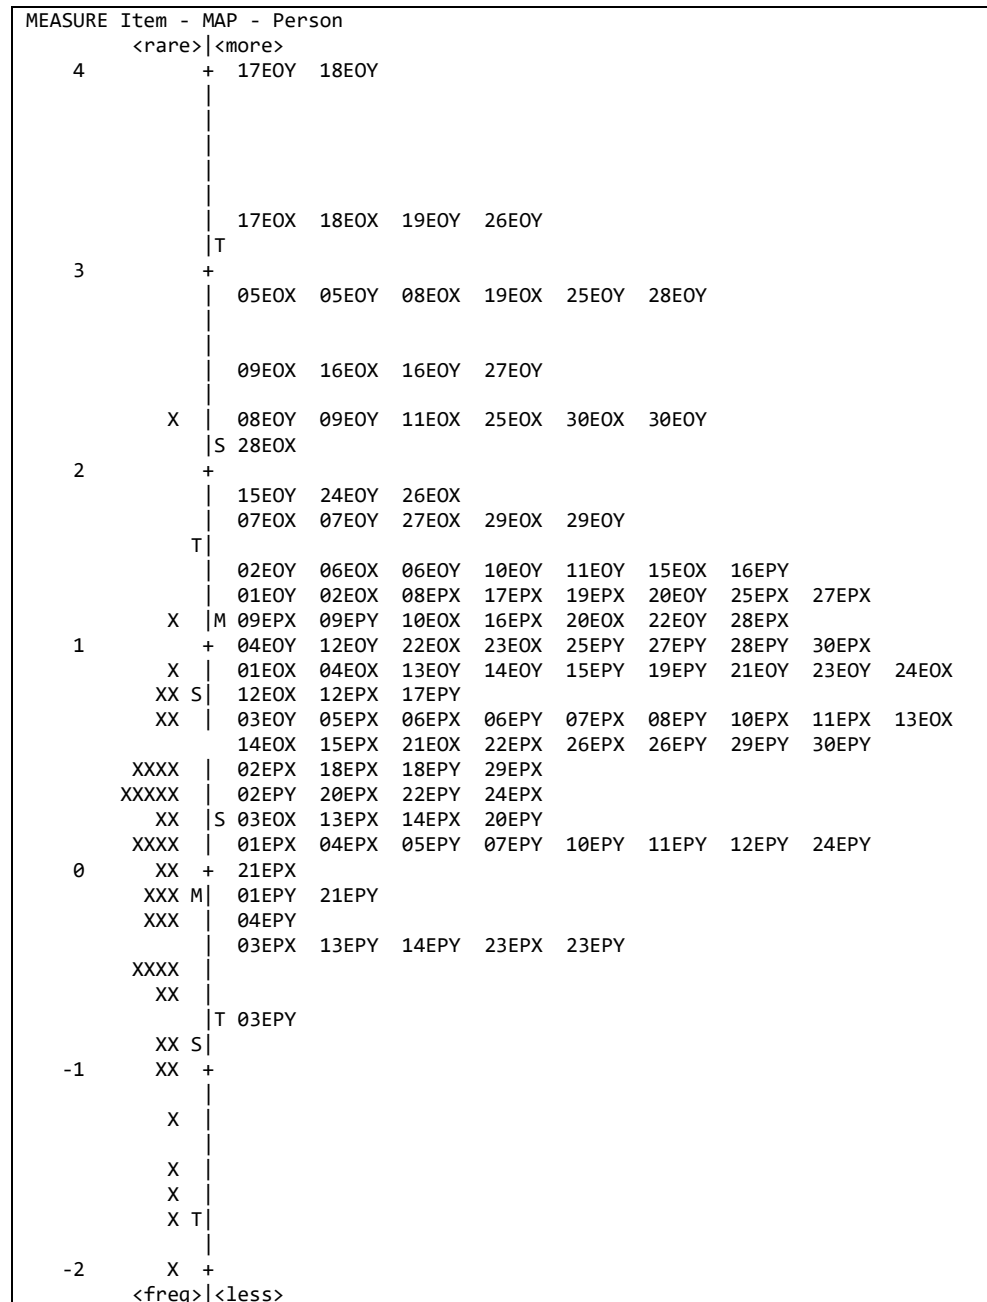 MEASURE Item - MAP - Person
<rare>|<more>
4 + 17EOY 18EOY
|
|
|
|
|
| 17EOX 18EOX 19EOY 26EOY
|T
3 +
| 05EOX 05EOY 08EOX 19EOX 25EOY 28EOY
|
|
| 09EOX 16EOX 16EOY 27EOY
|
X | 08EOY 09EOY 11EOX 25EOX 30EOX 30EOY
|S 28EOX
2 +
| 15EOY 24EOY 26EOX
| 07EOX 07EOY 27EOX 29EOX 29EOY
T|
| 02EOY 06EOX 06EOY 10EOY 11EOY 15EOX 16EPY
| 01EOY 02EOX 08EPX 17EPX 19EPX 20EOY 25EPX 27EPX
X |M 09EPX 09EPY 10EOX 16EPX 20EOX 22EOY 28EPX
1 + 04EOY 12EOY 22EOX 23EOX 25EPY 27EPY 28EPY 30EPX
X | 01EOX 04EOX 13EOY 14EOY 15EPY 19EPY 21EOY 23EOY 24EOX
XX S| 12EOX 12EPX 17EPY
XX | 03EOY 05EPX 06EPX 06EPY 07EPX 08EPY 10EPX 11EPX 13EOX
14EOX 15EPX 21EOX 22EPX 26EPX 26EPY 29EPY 30EPY
XXXX | 02EPX 18EPX 18EPY 29EPX
XXXXX | 02EPY 20EPX 22EPY 24EPX
XX |S 03EOX 13EPX 14EPX 20EPY
XXXX | 01EPX 04EPX 05EPY 07EPY 10EPY 11EPY 12EPY 24EPY
0 XX + 21EPX
XXX M| 01EPY 21EPY
XXX | 04EPY
| 03EPX 13EPY 14EPY 23EPX 23EPY
XXXX |
XX |
|T 03EPY
XX S|
-1 XX +
|
X |
|
X |
X |
X T|
|
-2 X +
<freq>|<less>